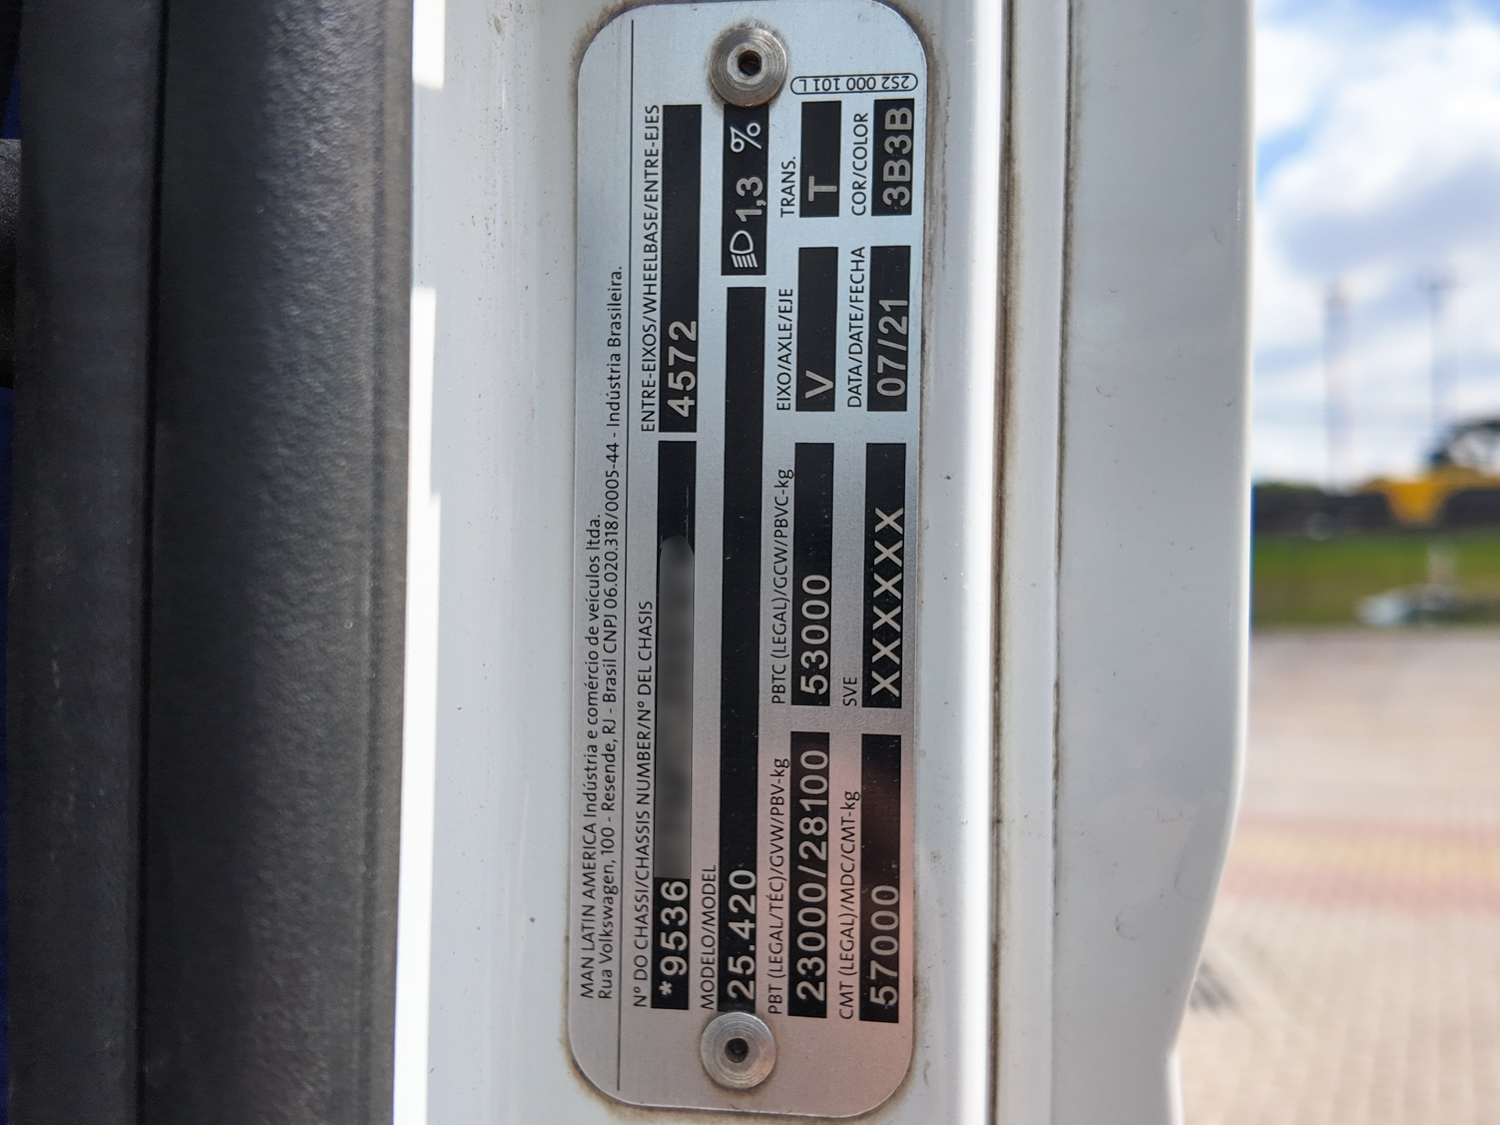 MAN LATIN AMERICA Indústria e comércio de veículos ltda.
Rua Volkswagen, 100 - Resende, RJ - Brasil CNPJ 06.020.318/0005-44 - Indústria Brasileira.
Nº DO CHASSI/CHASSIS NUMBER/Nº DEL CHASIS
*9536
ENTRE-EIXOS/WHEELBASE/ENTRE-EJES
4572
MODELO/MODEL
25.420
1,3 %
PBT (LEGAL/TÉC)/GVW/PBV-kg
23000/28100
PBTC (LEGAL)/GCW/PBVC-kg
53000
EIXO/AXLE/EJE
V
TRANS.
T
CMT (LEGAL)/MDC/CMT-kg
57000
SVE
XXXXXX
DATA/DATE/FECHA
07/21
COR/COLOR
3B3B
2S2 000 101 L